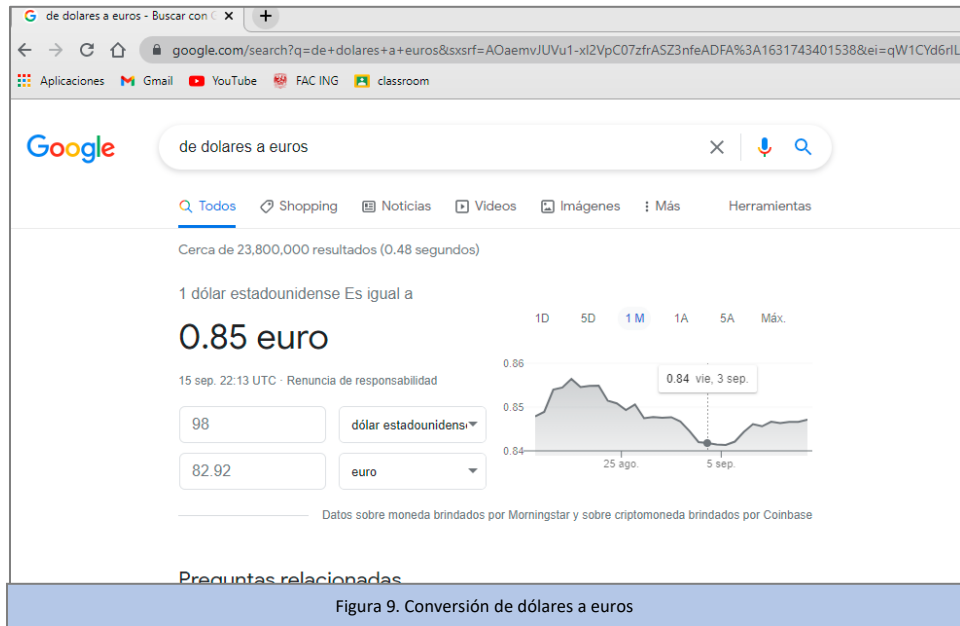 de dolares a euros - Buscar con G
google.com/search?q=de+dolares+a+euros&sxsrf=AOaemvJUVu1-xl2VpC07zfrASZ3nfeADFA%3A1631743401538&ei=qW1CYd6rIL
Aplicaciones Gmail YouTube FAC ING classroom
Google de dolares a euros
Todos Shopping Noticias Videos Imágenes Más Herramientas
Cerca de 23,800,000 resultados (0.48 segundos)
1 dólar estadounidense Es igual a
0.85 euro
15 sep. 22:13 UTC · Renuncia de responsabilidad
98 dólar estadounidens
82.92 euro
1D 5D 1 M 1A 5A Máx.
0.86
0.84 vie, 3 sep.
0.85
0.84
25 ago. 5 sep.
Datos sobre moneda brindados por Morningstar y sobre criptomoneda brindados por Coinbase
Preguntas relacionadas
Figura 9. Conversión de dólares a euros